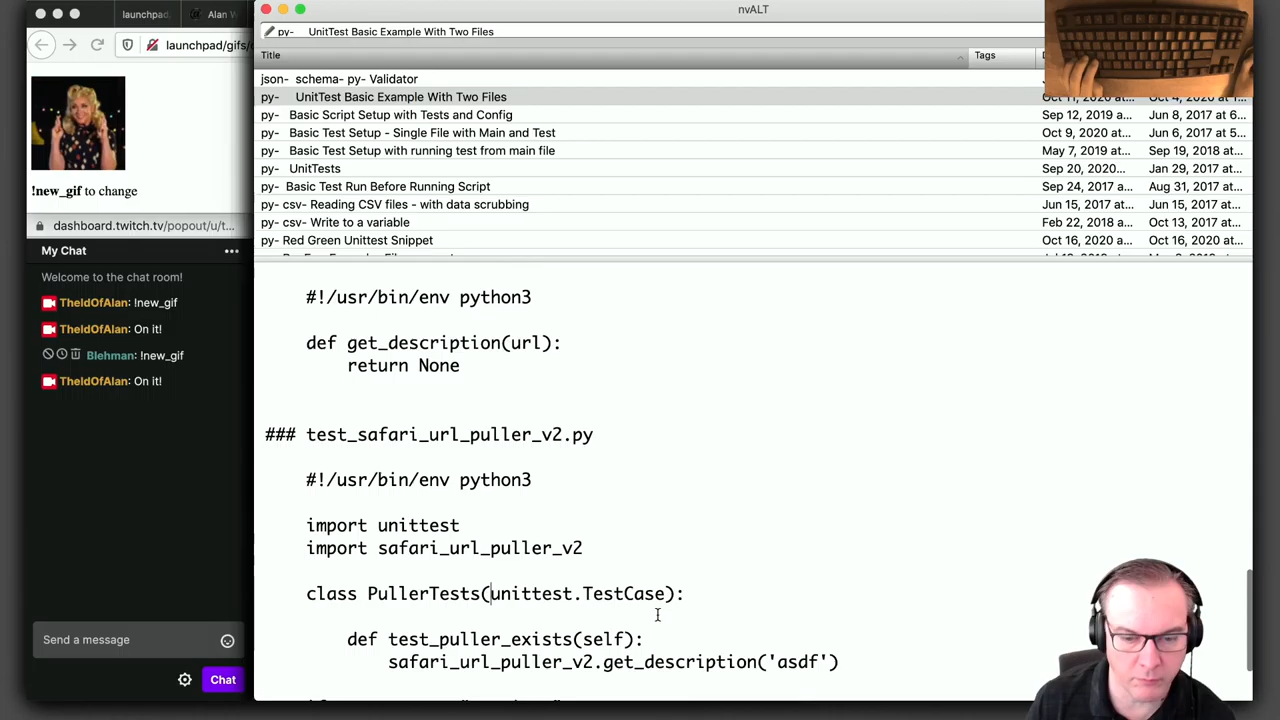 launchpad,
Alan W
launchpad/gifs/
!new_gif to change
dashboard.twitch.tv/popout/u/t...
My Chat
Welcome to the chat room!
TheIdOfAlan: !new_gif
TheIdOfAlan: On it!
Blehman: !new_gif
TheIdOfAlan: On it!
Send a message
Chat
nvALT
py- UnitTest Basic Example With Two Files
Title Tags
json- schema- py- Validator
py- UnitTest Basic Example With Two Files Oct 11, 2020 at...
py- Basic Script Setup with Tests and Config Sep 12, 2019 a... Jun 8, 2017 at 6...
py- Basic Test Setup - Single File with Main and Test Oct 9, 2020 at... Jun 6, 2017 at 5...
py- Basic Test Setup with running test from main file May 7, 2019 at... Sep 19, 2018 at...
py- UnitTests Sep 20, 2020... Jan 29, 2017 at...
py- Basic Test Run Before Running Script Sep 24, 2017 a... Aug 31, 2017 at...
py- csv- Reading CSV files - with data scrubbing Jun 15, 2017 at... Jun 15, 2017 at...
py- csv- Write to a variable Feb 22, 2018 a... Oct 13, 2017 at...
py- Red Green Unittest Snippet Oct 16, 2020 a... Oct 16, 2020 at...
#!/usr/bin/env python3
def get_description(url):
return None
### test_safari_url_puller_v2.py
#!/usr/bin/env python3
import unittest
import safari_url_puller_v2
class PullerTests(unittest.TestCase):
def test_puller_exists(self):
safari_url_puller_v2.get_description('asdf')